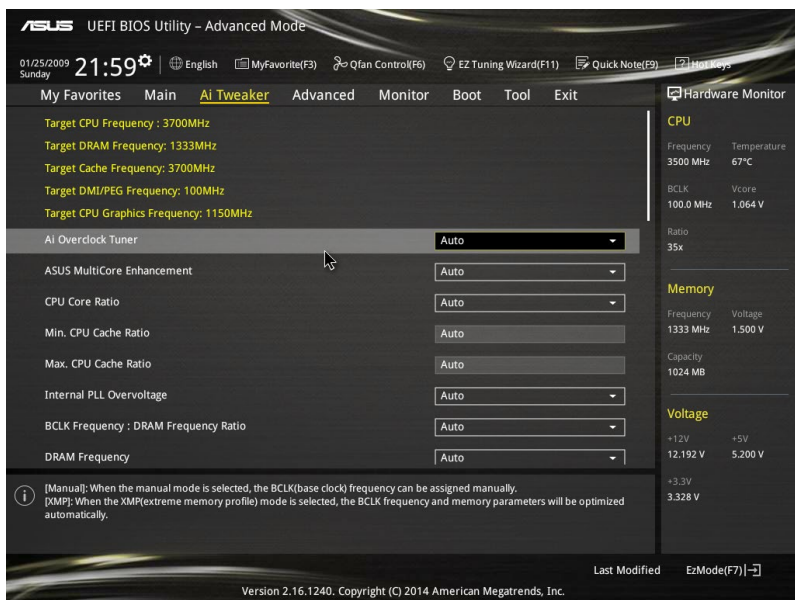 ASUS UEFI BIOS Utility – Advanced Mode
01/25/2009 Sunday 21:59 English MyFavorite(F3) Qfan Control(F6) EZ Tuning Wizard(F11) Quick Note(F9) ? Hot Keys
My Favorites Main Ai Tweaker Advanced Monitor Boot Tool Exit
Target CPU Frequency : 3700MHz
Target DRAM Frequency: 1333MHz
Target Cache Frequency: 3700MHz
Target DMI/PEG Frequency: 100MHz
Target CPU Graphics Frequency: 1150MHz
Ai Overclock Tuner Auto
ASUS MultiCore Enhancement Auto
CPU Core Ratio Auto
Min. CPU Cache Ratio Auto
Max. CPU Cache Ratio Auto
Internal PLL Overvoltage Auto
BCLK Frequency : DRAM Frequency Ratio Auto
DRAM Frequency Auto
Hardware Monitor
CPU
Frequency Temperature
3500 MHz 67°C
BCLK Vcore
100.0 MHz 1.064 V
Ratio
35x
Memory
Frequency Voltage
1333 MHz 1.500 V
Capacity
1024 MB
Voltage
+12V +5V
12.192 V 5.200 V
+3.3V
3.328 V
i [Manual]: When the manual mode is selected, the BCLK(base clock) frequency can be assigned manually.
[XMP]: When the XMP(extreme memory profile) mode is selected, the BCLK frequency and memory parameters will be optimized
automatically.
Last Modified EzMode(F7)
Version 2.16.1240. Copyright (C) 2014 American Megatrends, Inc.